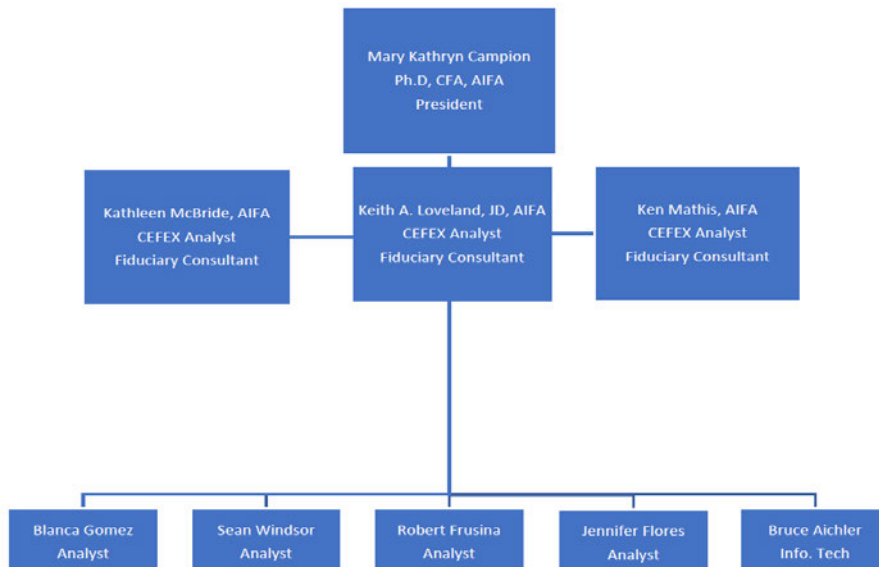 Mary Kathryn Campion
Ph.D, CFA, AIFA
President
Kathleen McBride, AIFA
CEFEX Analyst
Fiduciary Consultant
Keith A. Loveland, JD, AIFA
CEFEX Analyst
Fiduciary Consultant
Ken Mathis, AIFA
CEFEX Analyst
Fiduciary Consultant
Blanca Gomez
Analyst
Sean Windsor
Analyst
Robert Frusina
Analyst
Jennifer Flores
Analyst
Bruce Aichler
Info. Tech